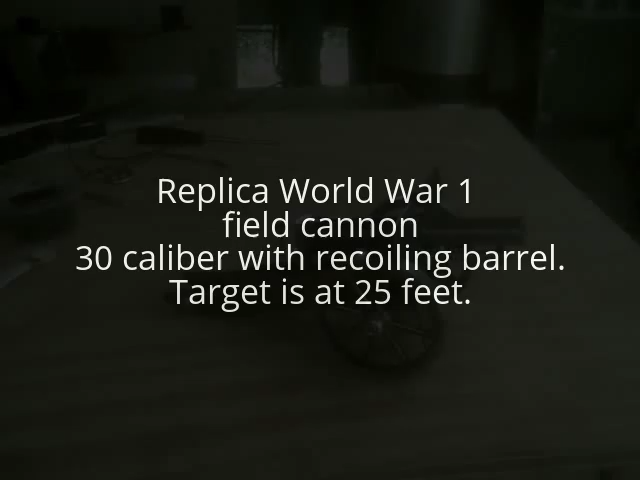 Replica World War 1
field cannon
30 caliber with recoiling barrel.
Target is at 25 feet.